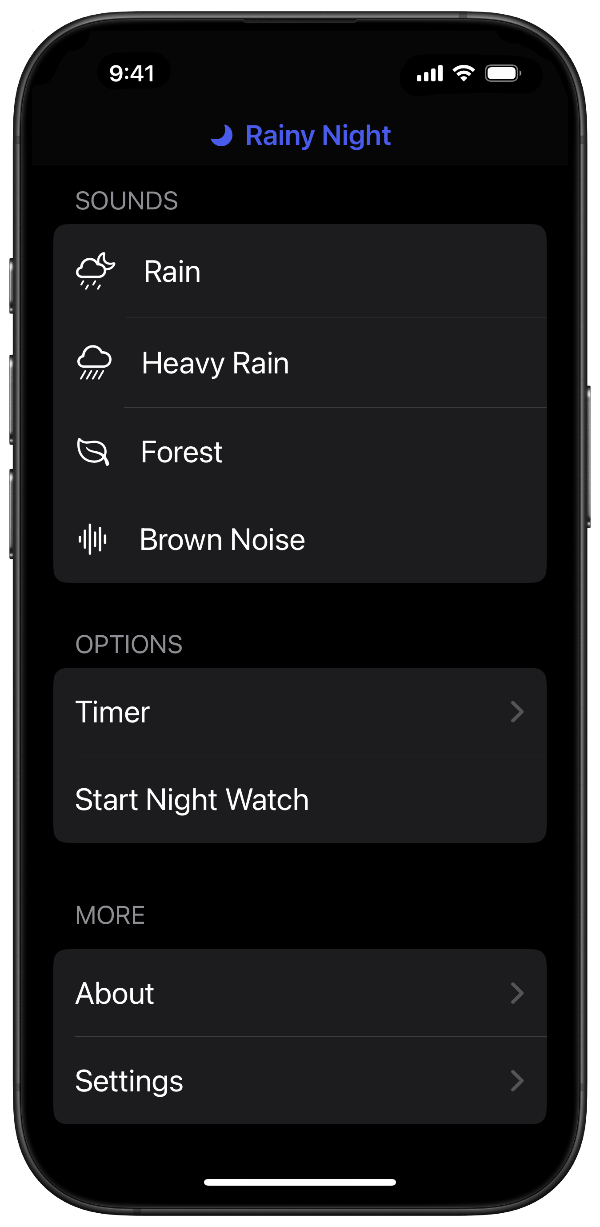 9:41
Rainy Night
SOUNDS
Rain
Heavy Rain
Forest
Brown Noise
OPTIONS
Timer
Start Night Watch
MORE
About
Settings